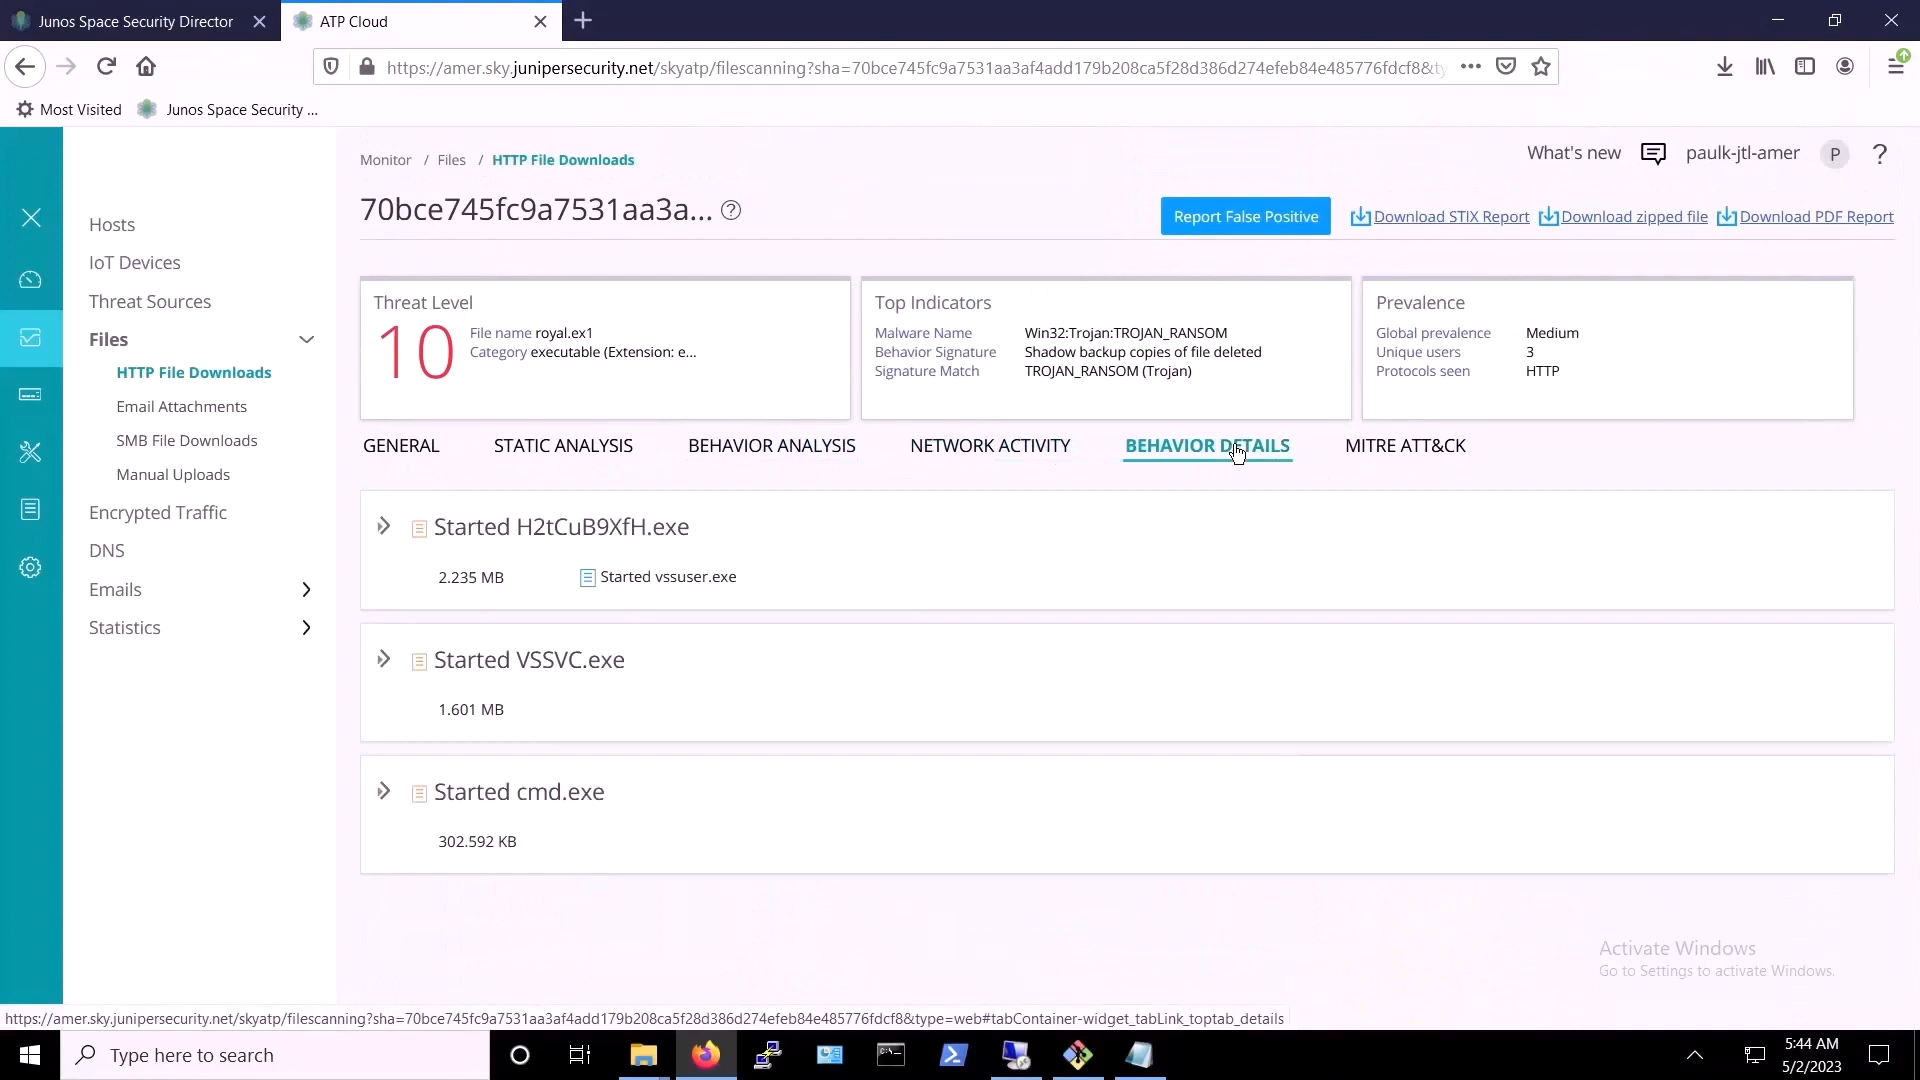 Junos Space Security Director
ATP Cloud
https://amer.sky.junipersecurity.net/skyatp/filescanning?sha=70bce745fc9a7531aa3af4add179b208ca5f28d386d274efeb84e485776fdcf8&ty
Most Visited
Junos Space Security ...
Monitor / Files / HTTP File Downloads
What's new
paulk-jtl-amer
P
?
70bce745fc9a7531aa3a... ?
Report False Positive
Download STIX Report
Download zipped file
Download PDF Report
Hosts
IoT Devices
Threat Sources
Files
HTTP File Downloads
Email Attachments
SMB File Downloads
Manual Uploads
Encrypted Traffic
DNS
Emails
Statistics
Threat Level
10
File name royal.ex1
Category executable (Extension: e...
Top Indicators
Malware Name Win32:Trojan:TROJAN_RANSOM
Behavior Signature Shadow backup copies of file deleted
Signature Match TROJAN_RANSOM (Trojan)
Prevalence
Global prevalence Medium
Unique users 3
Protocols seen HTTP
GENERAL
STATIC ANALYSIS
BEHAVIOR ANALYSIS
NETWORK ACTIVITY
BEHAVIOR DETAILS
MITRE ATT&CK
Started H2tCuB9XfH.exe
2.235 MB
Started vssuser.exe
Started VSSVC.exe
1.601 MB
Started cmd.exe
302.592 KB
Activate Windows
Go to Settings to activate Windows.
https://amer.sky.junipersecurity.net/skyatp/filescanning?sha=70bce745fc9a7531aa3af4add179b208ca5f28d386d274efeb84e485776fdcf8&type=web#tabContainer-widget_tabLink_toptab_details
Type here to search
5:44 AM
5/2/2023